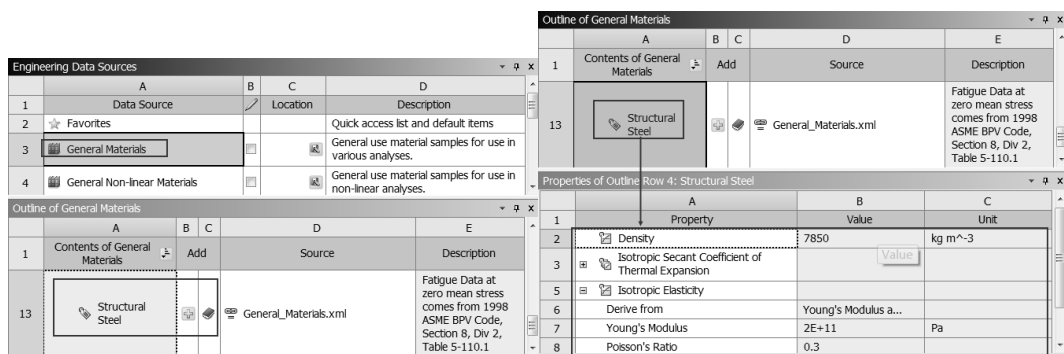 Engineering Data Sources
A B C D
1 Data Source Location Description
2 Favorites Quick access list and default items
3 General Materials General use material samples for use in
various analyses.
4 General Non-linear Materials General use material samples for use in
non-linear analyses.
Outline of General Materials
A B C D E
1 Contents of General
Materials Add Source Description
13 Structural
Steel General_Materials.xml Fatigue Data at
zero mean stress
comes from 1998
ASME BPV Code,
Section 8, Div 2,
Table 5-110.1
Outline of General Materials
A B C D E
1 Contents of General
Materials Add Source Description
13 Structural
Steel General_Materials.xml Fatigue Data at
zero mean stress
comes from 1998
ASME BPV Code,
Section 8, Div 2,
Table 5-110.1
Properties of Outline Row 4: Structural Steel
A B C
1 Property Value Unit
2 Density 7850 kg m^-3
Value
3 Isotropic Secant Coefficient of
Thermal Expansion
5 Isotropic Elasticity
6 Derive from Young's Modulus a...
7 Young's Modulus 2E+11 Pa
8 Poisson's Ratio 0.3